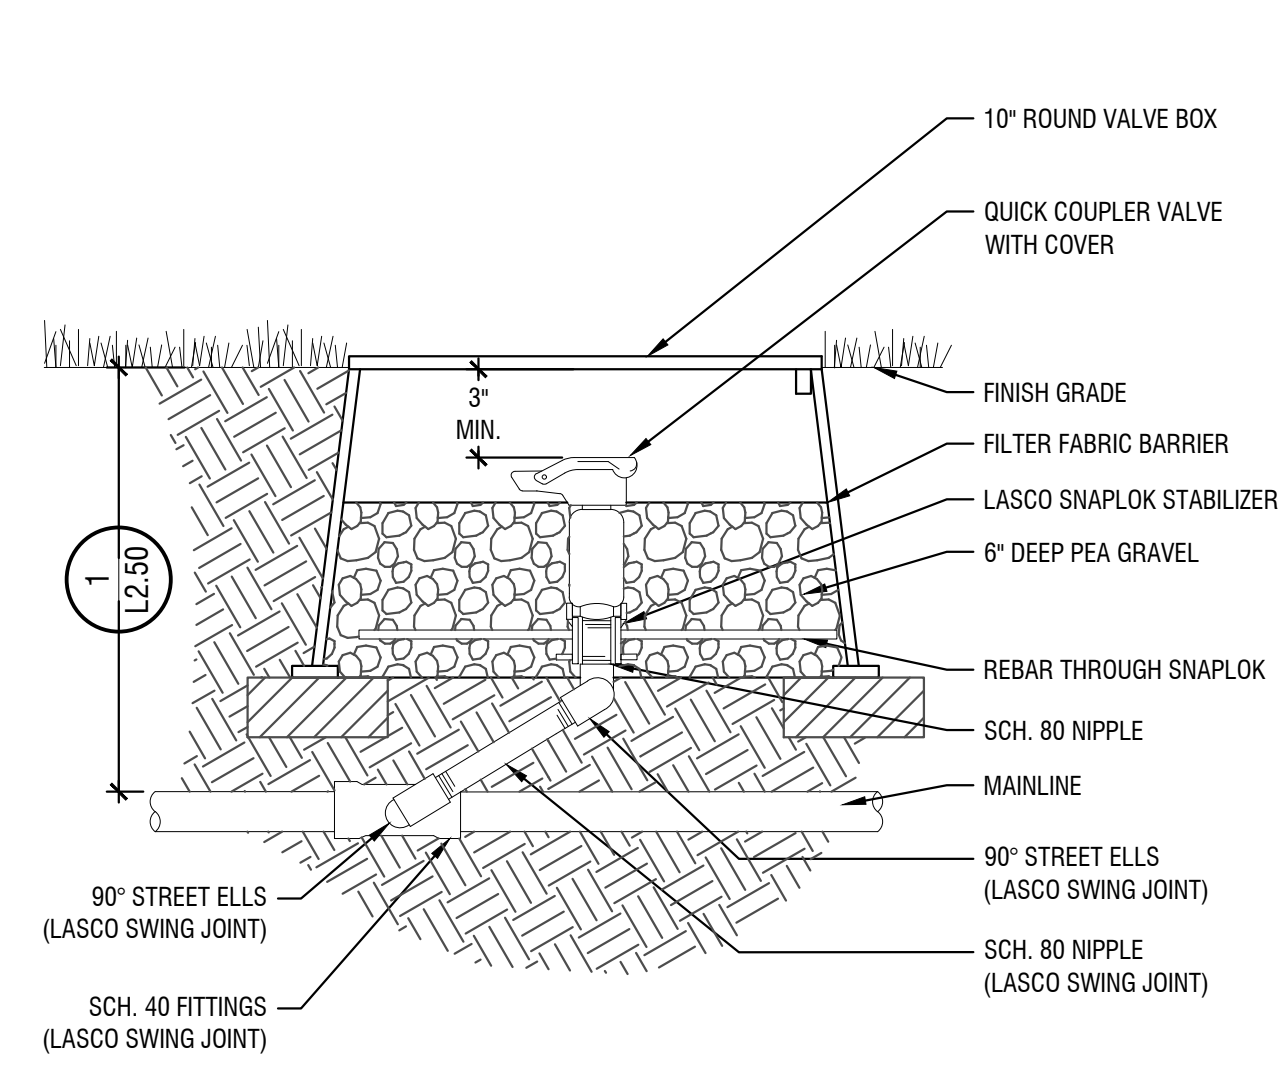 10" ROUND VALVE BOX
QUICK COUPLER VALVE
WITH COVER
FINISH GRADE
3"
MIN.
FILTER FABRIC BARRIER
LASCO SNAPLOK STABILIZER
6" DEEP PEA GRAVEL
1
L2.50
REBAR THROUGH SNAPLOK
SCH. 80 NIPPLE
MAINLINE
90° STREET ELLS
(LASCO SWING JOINT)
90° STREET ELLS
(LASCO SWING JOINT)
SCH. 80 NIPPLE
(LASCO SWING JOINT)
SCH. 40 FITTINGS
(LASCO SWING JOINT)